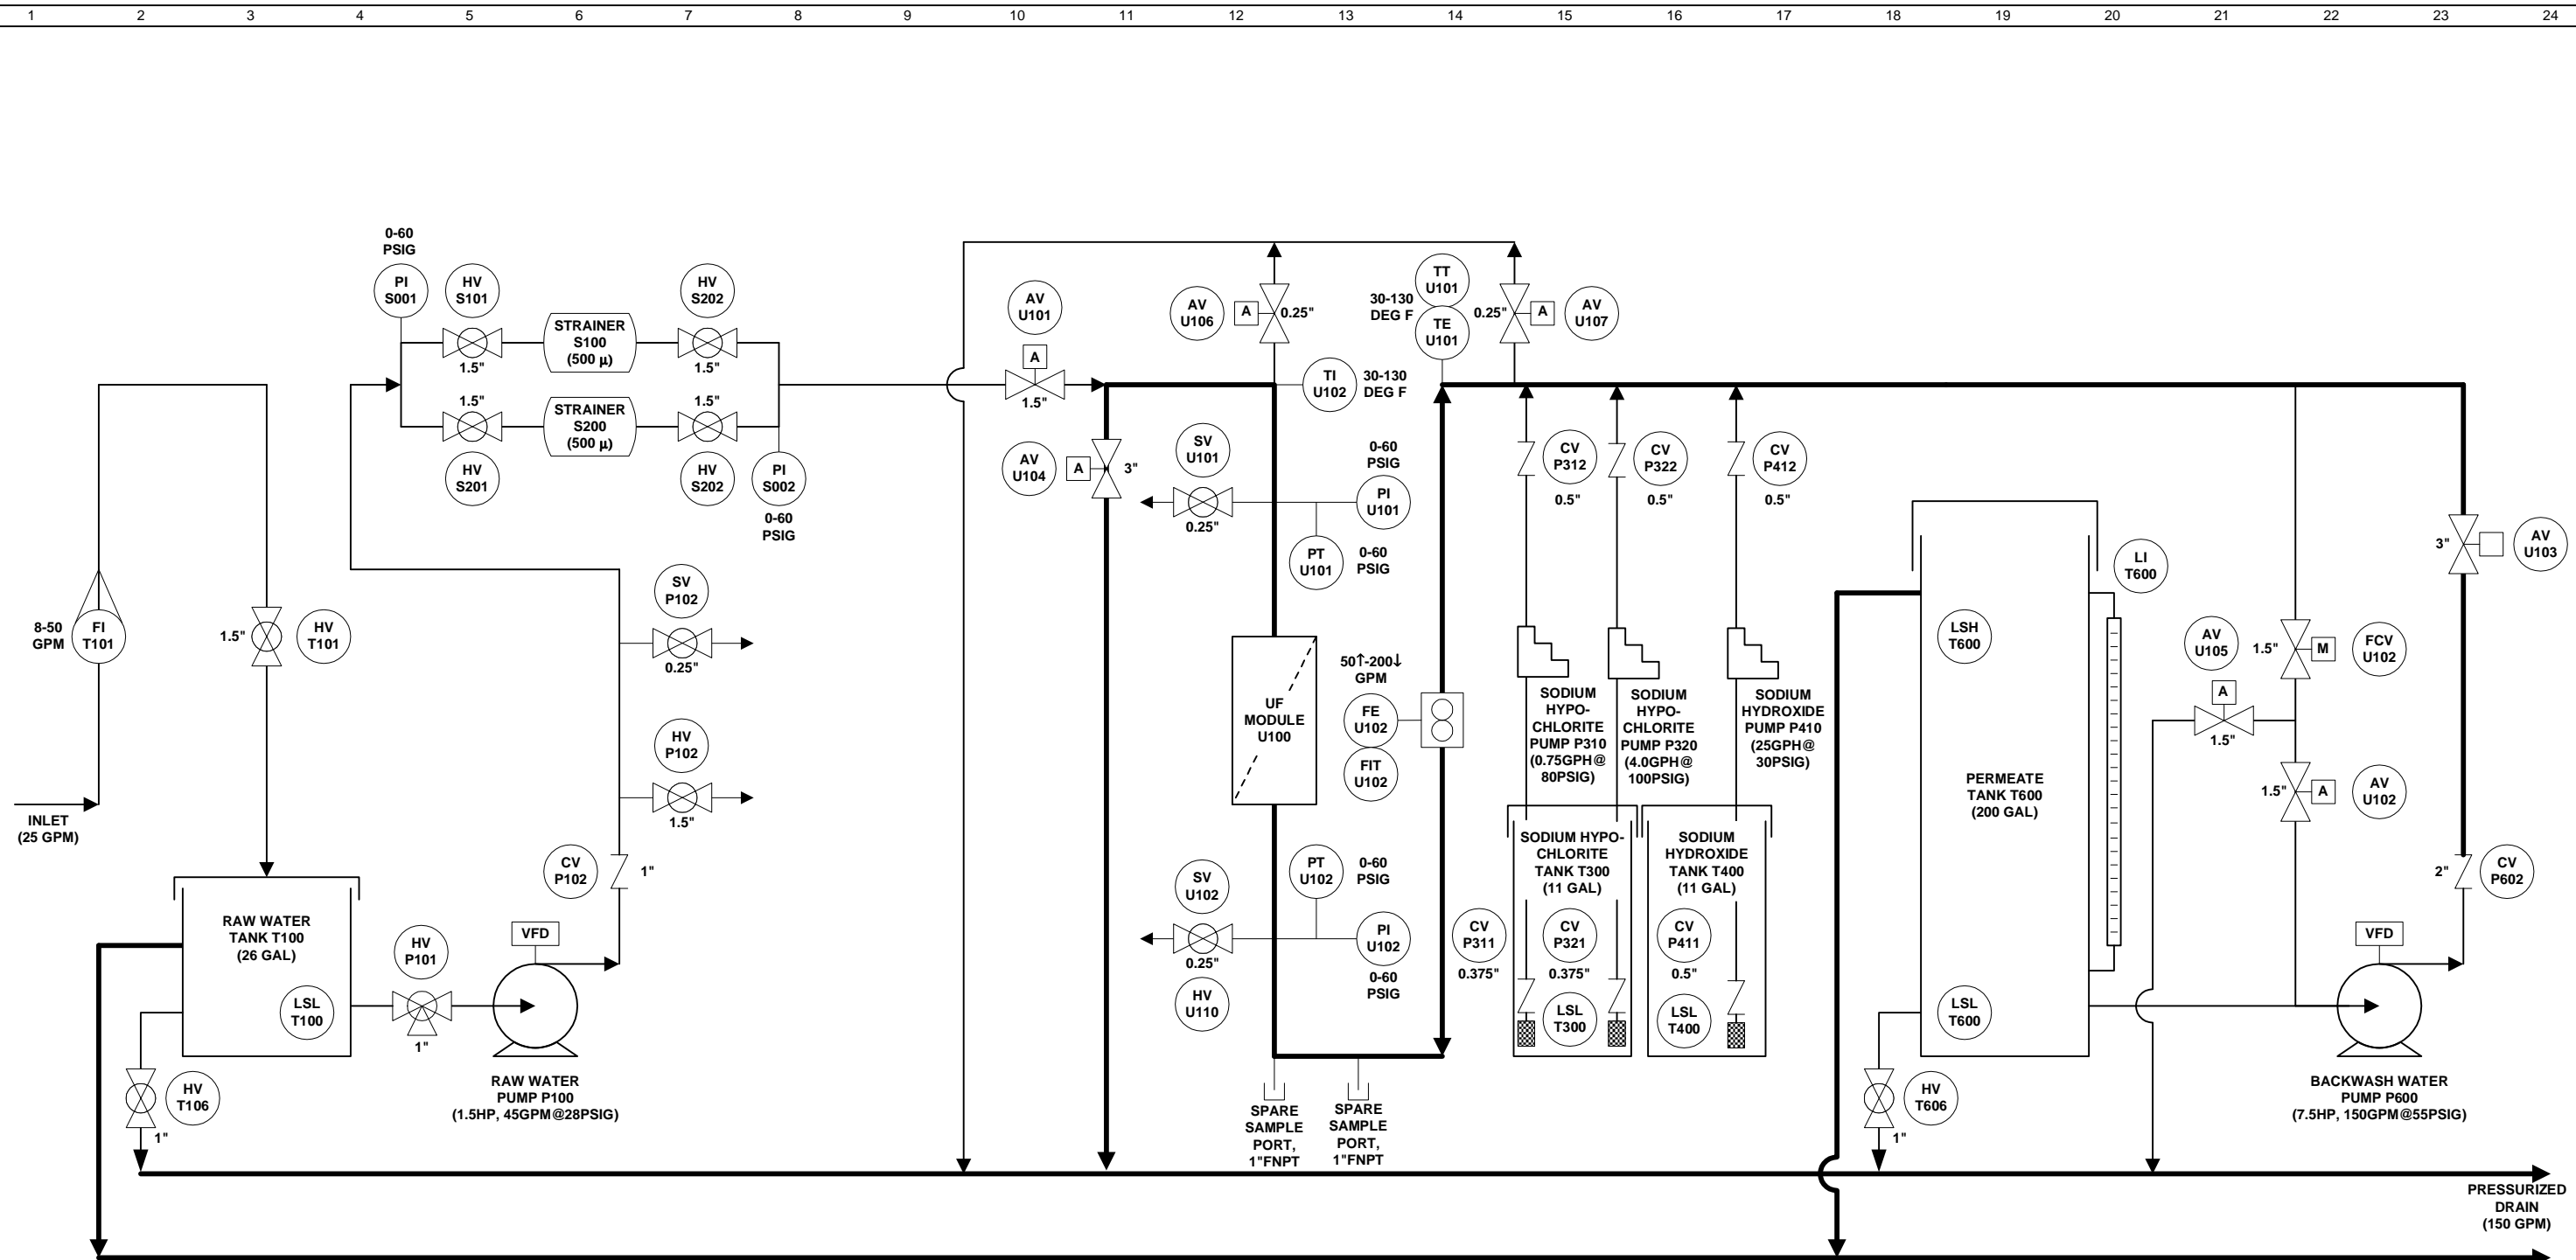 1 2 3 4 5 6 7 8 9 10 11 12 13 14 15 16 17 18 19 20 21 22 23 24
0-60
PSIG
PI
S001
HV
S101
HV
S202
STRAINER
S100
(500 µ)
1.5"
1.5"
1.5"
1.5"
STRAINER
S200
(500 µ)
HV
S201
HV
S202
PI
S002
0-60
PSIG
8-50
GPM
FI
T101
1.5"
HV
T101
INLET
(25 GPM)
SV
P102
0.25"
HV
P102
1.5"
CV
P102
1"
RAW WATER
TANK T100
(26 GAL)
LSL
T100
HV
P101
1"
VFD
RAW WATER
PUMP P100
(1.5HP, 45GPM@28PSIG)
HV
T106
1"
AV
U101
A
1.5"
AV
U106
A
0.25"
TI
U102
30-130
DEG F
AV
U104
A
3"
SV
U101
0.25"
0-60
PSIG
PI
U101
PT
U101
0-60
PSIG
UF
MODULE
U100
50↑-200↓
GPM
FE
U102
FIT
U102
SV
U102
0.25"
HV
U110
PT
U102
0-60
PSIG
PI
U102
0-60
PSIG
SPARE
SAMPLE
PORT,
1"FNPT
SPARE
SAMPLE
PORT,
1"FNPT
TT
U101
30-130
DEG F
TE
U101
0.25"
A
AV
U107
CV
P312
0.5"
CV
P322
0.5"
CV
P412
0.5"
SODIUM
HYPO-
CHLORITE
PUMP P310
(0.75GPH@
80PSIG)
SODIUM
HYPO-
CHLORITE
PUMP P320
(4.0GPH@
100PSIG)
SODIUM
HYDROXIDE
PUMP P410
(25GPH@
30PSIG)
SODIUM HYPO-
CHLORITE
TANK T300
(11 GAL)
SODIUM
HYDROXIDE
TANK T400
(11 GAL)
CV
P311
0.375"
CV
P321
0.375"
CV
P411
0.5"
LSL
T300
LSL
T400
LI
T600
LSH
T600
PERMEATE
TANK T600
(200 GAL)
LSL
T600
HV
T606
1"
AV
U105
A
1.5"
1.5"
M
FCV
U102
1.5"
A
AV
U102
3"
AV
U103
2"
CV
P602
VFD
BACKWASH WATER
PUMP P600
(7.5HP, 150GPM@55PSIG)
PRESSURIZED
DRAIN
(150 GPM)